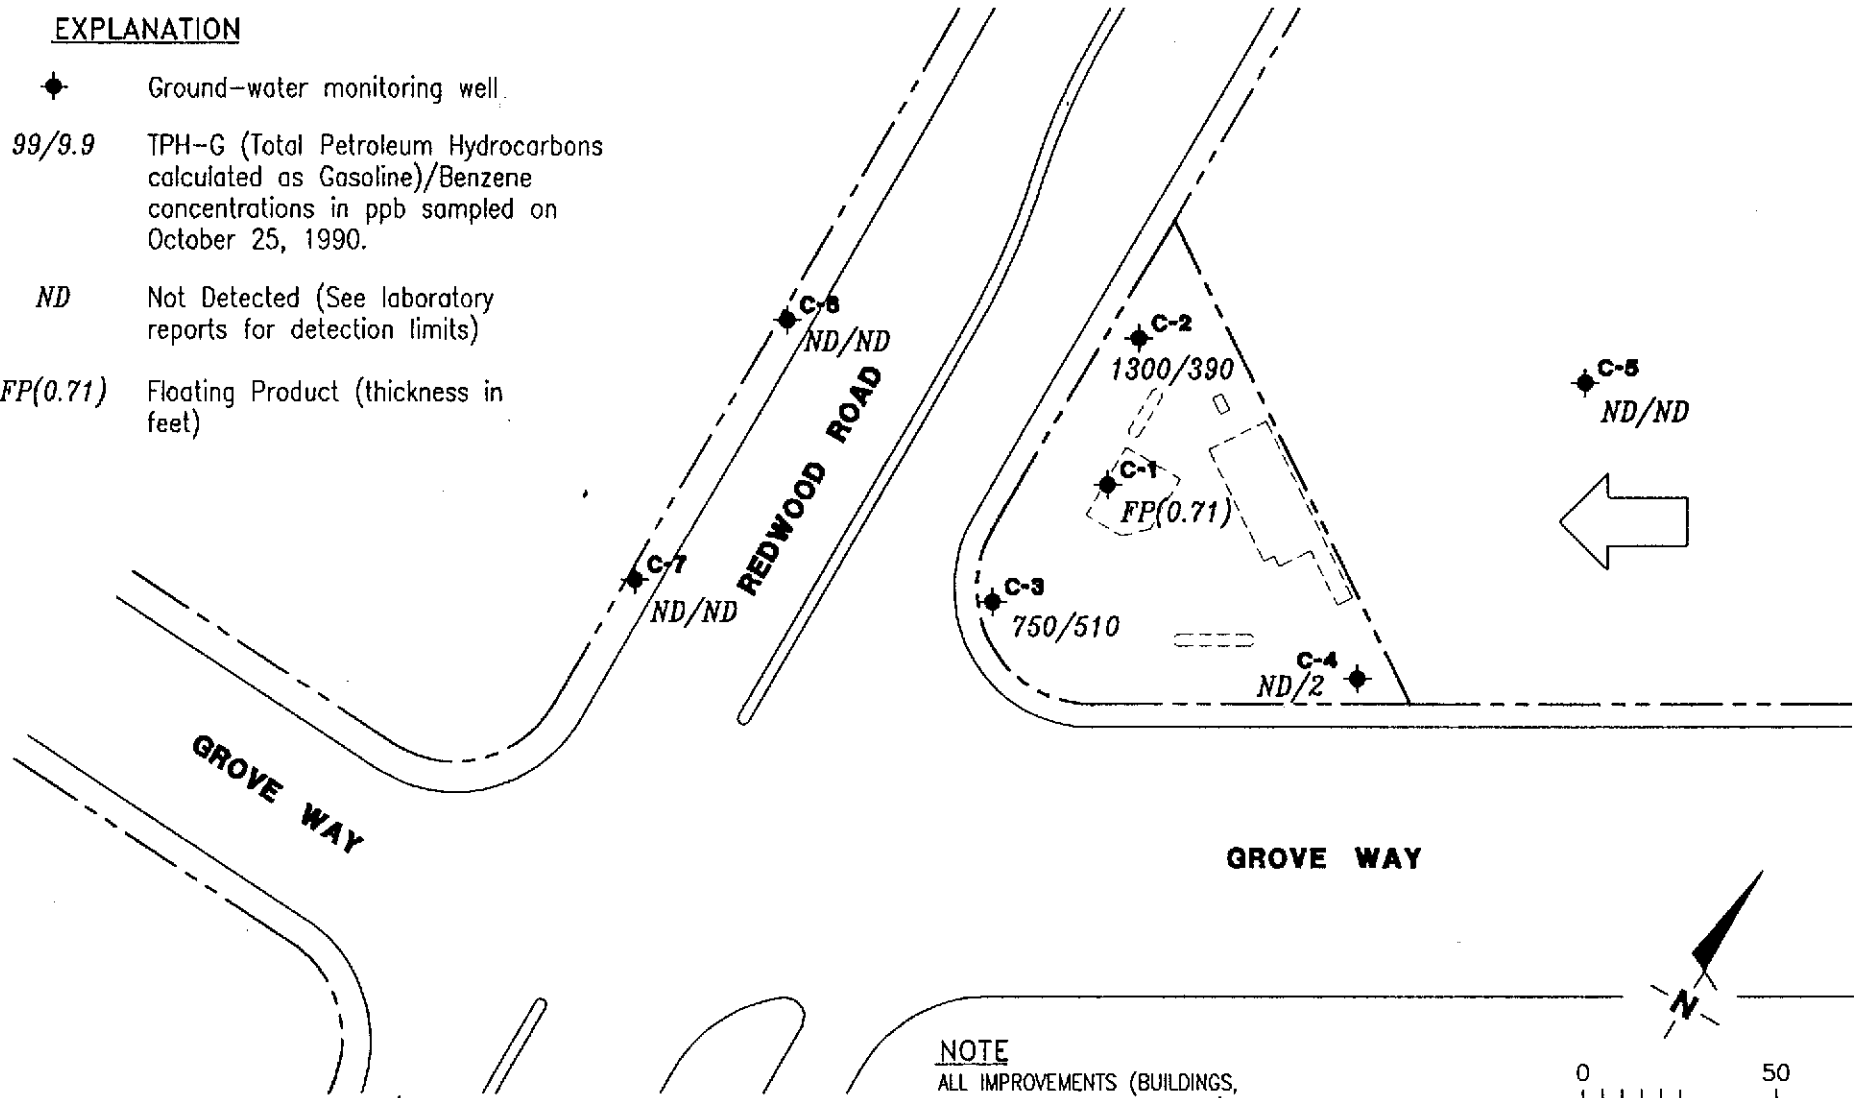 EXPLANATION
Ground-water monitoring well
99/9.9 TPH-G (Total Petroleum Hydrocarbons
calculated as Gasoline)/Benzene
concentrations in ppb sampled on
October 25, 1990.
ND Not Detected (See laboratory
reports for detection limits)
FP(0.71) Floating Product (thickness in
feet)
C-6
ND/ND
C-2
1300/390
C-5
ND/ND
C-1
FP(0.71)
REDWOOD ROAD
C-7
ND/ND
C-3
750/510
C-4
ND/2
GROVE WAY
GROVE WAY
N
NOTE
ALL IMPROVEMENTS (BUILDINGS,
0 50